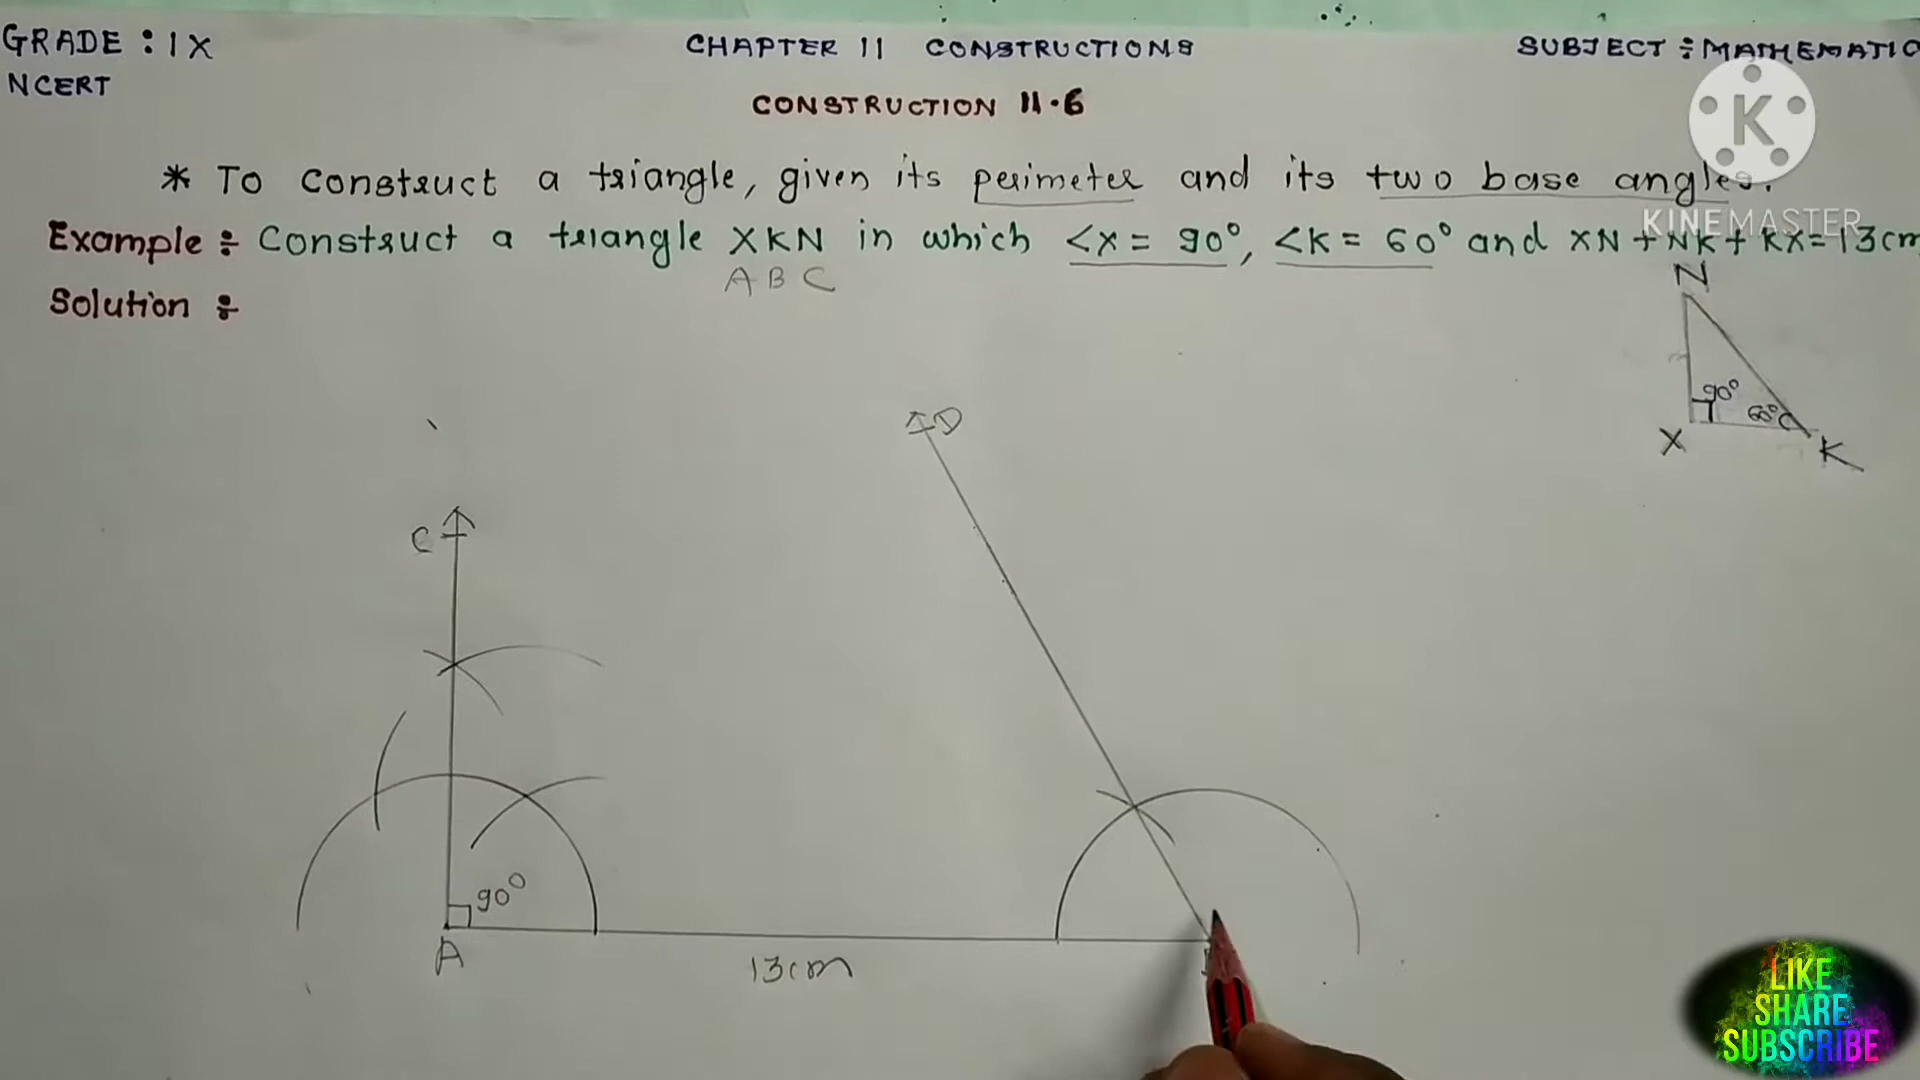 GRADE : IX
CHAPTER 11 CONSTRUCTIONS
SUBJECT : MATHEMATIC
NCERT
CONSTRUCTION 11.6
* To construct a triangle, given its perimeter and its two base angles.
Example :- Construct a triangle XKN in which <X = 90°, <K = 60° and XN + NK + KX = 13cm
A B C
Solution :-
K
KINEMASTER
N
90°
60°
X
K
D
C
90°
A
13cm
LIKE
SHARE
SUBSCRIBE